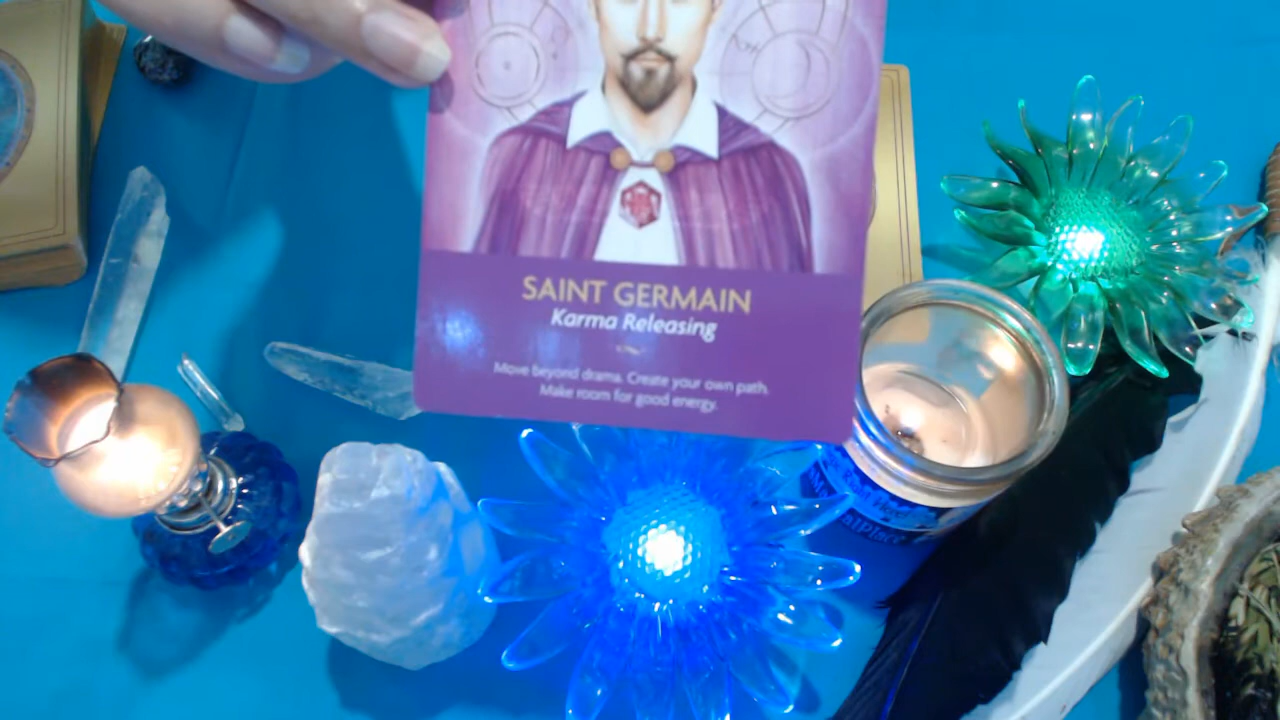 SAINT GERMAIN
Karma Releasing
Move beyond drama. Create your own path.
Make room for good energy.